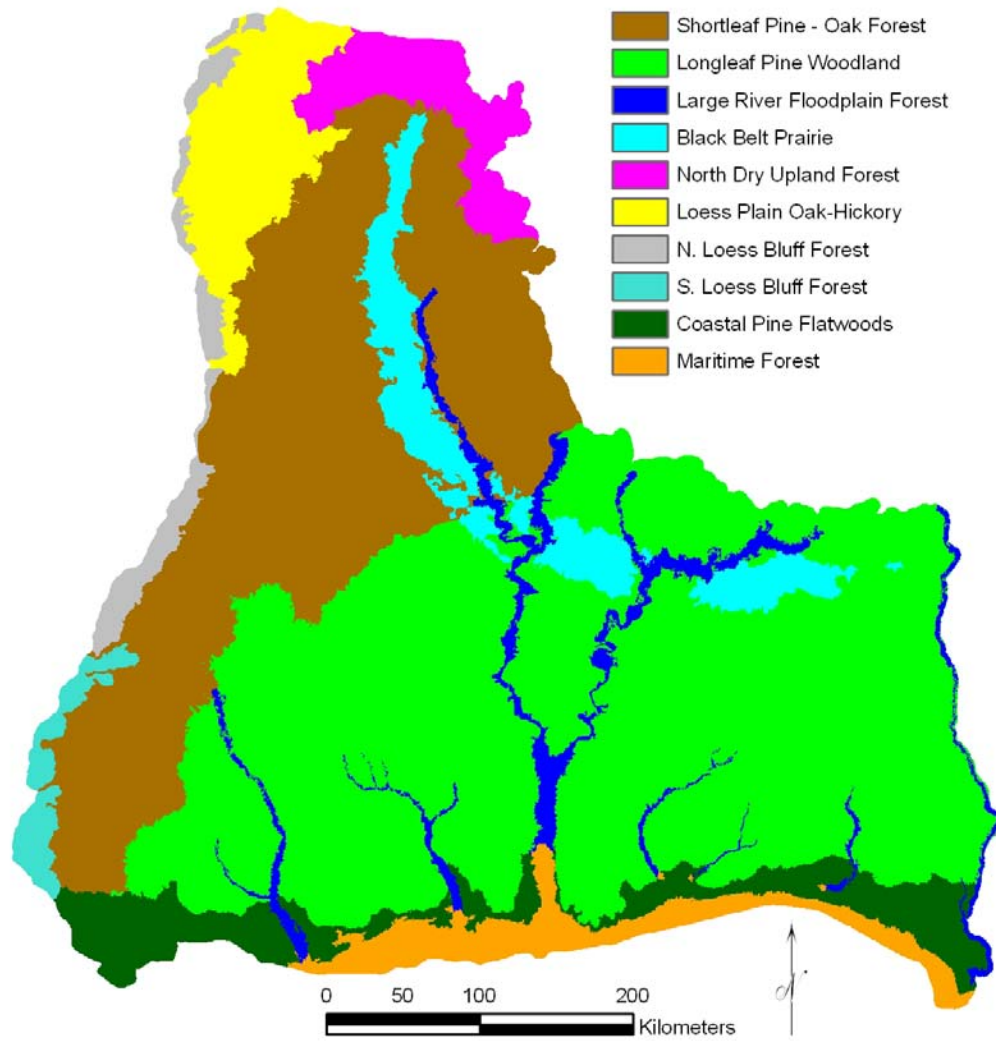 Shortleaf Pine - Oak Forest
Longleaf Pine Woodland
Large River Floodplain Forest
Black Belt Prairie
North Dry Upland Forest
Loess Plain Oak-Hickory
N. Loess Bluff Forest
S. Loess Bluff Forest
Coastal Pine Flatwoods
Maritime Forest
0 50 100 200
Kilometers
N